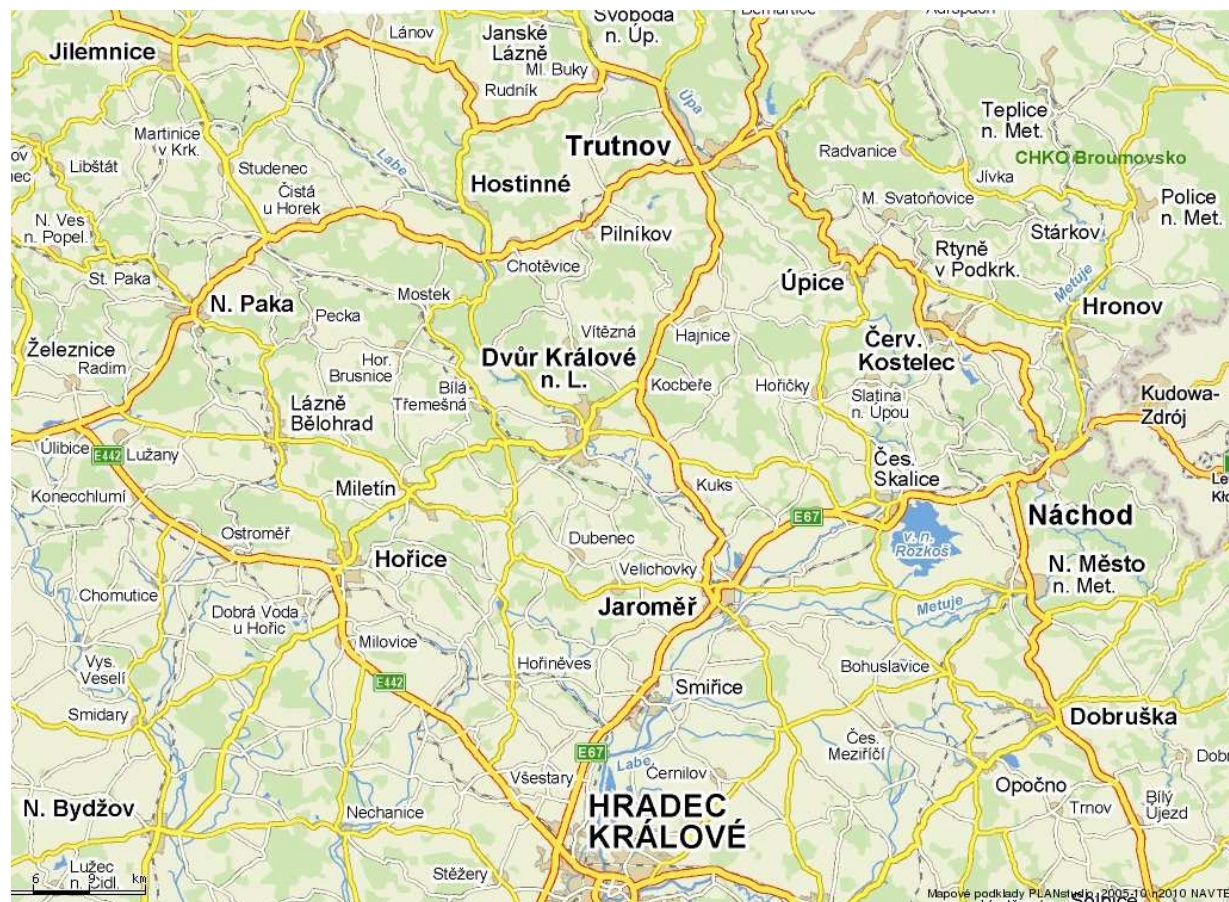 Jilemnice
Lánov
Janské
Lázně
Svoboda
n. Úp.
Ml. Buky
Rudník
Úpa
Teplice
n. Met.
Martinice
v Krk.
Libštát
Studenec
Labe
Trutnov
Radvanice
CHKO Broumovsko
Jívka
Čistá
u Horek
Hostinné
M. Svatoňovice
Police
n. Met.
N. Ves
n. Popel.
Pilníkov
Stárkov
Rtyně
v Podkrk.
St. Paka
Chotěvice
Úpice
Metuje
Mostek
N. Paka
Pecka
Vítězná
Hajnice
Hronov
Železnice
Radim
Hor.
Brusnice
Dvůr Králové
n. L.
Červ.
Kostelec
Bílá
Třemešná
Kocbeře
Hořičky
Slatina
n. Úpou
Kudowa-
Zdrój
Lázně
Bělohrad
Úlibice
E442
Lužany
Čes.
Skalice
Konecchlumí
Miletín
Kuks
E67
Náchod
Ostroměř
Dubenec
v. n.
Rozkoš
Hořice
Velichovky
N. Město
n. Met.
Chomutice
Jaroměř
Metuje
Dobrá Voda
u Hořic
Milovice
Vys.
Veselí
Hořiněves
Bohuslavice
E442
Smiřice
Smidary
Dobruška
Čes.
Meziříčí
E67
Labe
Všestary
Černilov
Opočno
N. Bydžov
Nechanice
HRADEC
KRÁLOVÉ
Trnov
Bílý
Újezd
Lužec
n. Cidl.
Stěžery
6 9 km
Mapové podklady PLANstudio, 2005-10